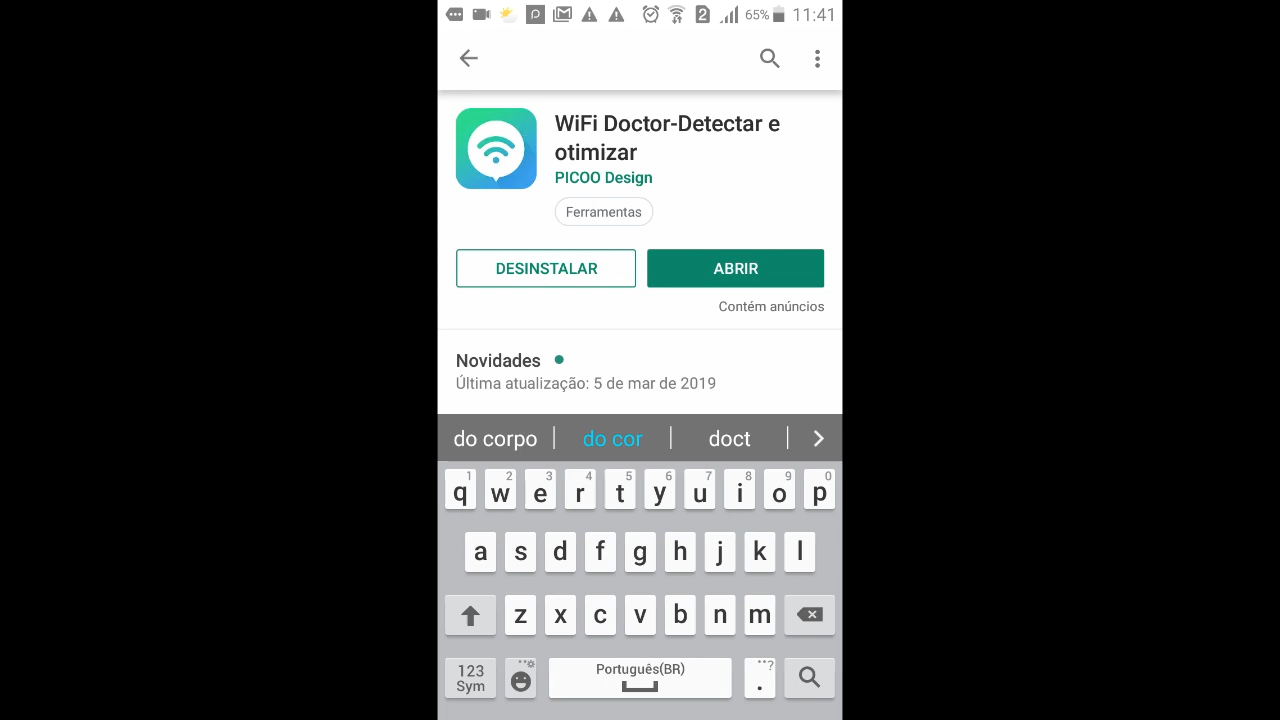 2 65% 11:41
WiFi Doctor-Detectar e
otimizar
PICOO Design
Ferramentas
DESINSTALAR ABRIR
Contém anúncios
Novidades
Última atualização: 5 de mar de 2019
do corpo do cor doct
1 2 3 4 5 6 7 8 9 0
q w e r t y u i o p
a s d f g h j k l
z x c v b n m
123
Sym
Português(BR)
. ?